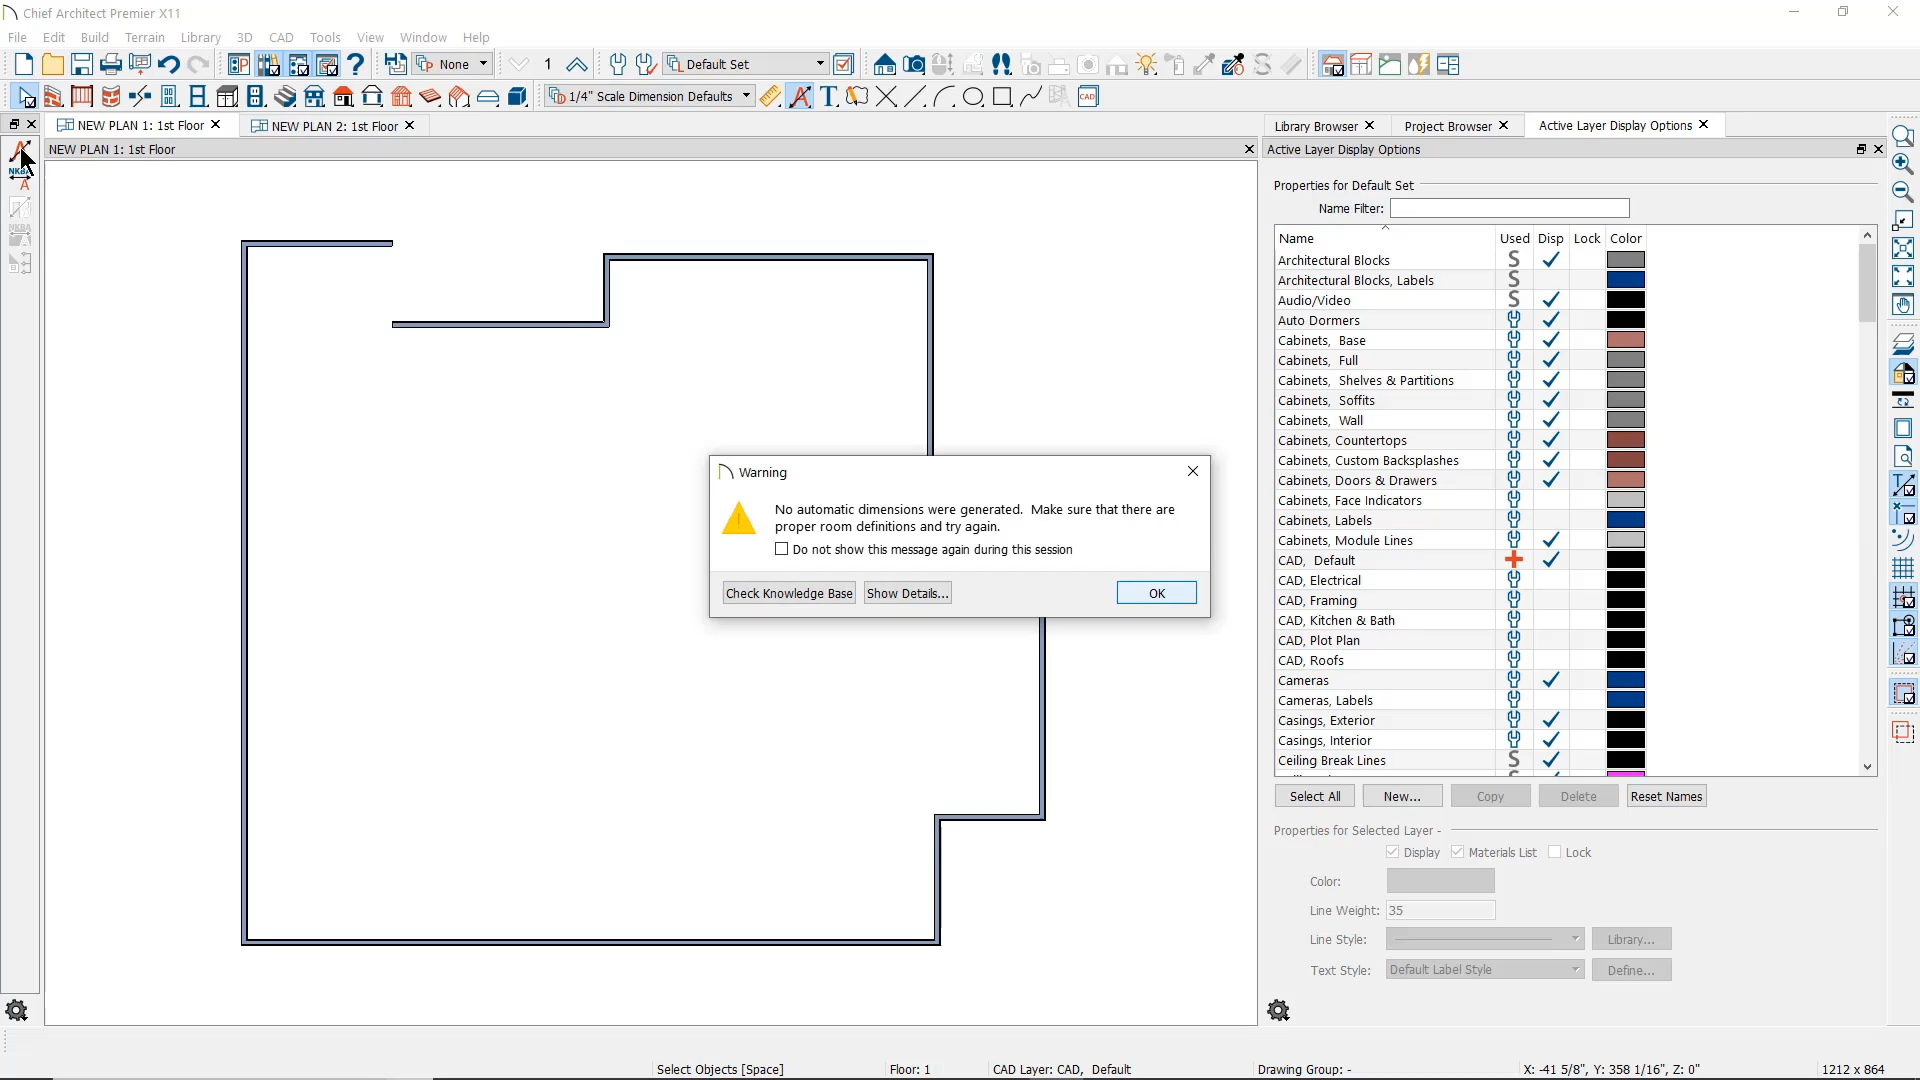 Chief Architect Premier X11
File Edit Build Terrain Library 3D CAD Tools View Window Help
None 1 Default Set
1/4" Scale Dimension Defaults T CAD
NEW PLAN 1: 1st Floor NEW PLAN 2: 1st Floor
Library Browser Project Browser Active Layer Display Options
NEW PLAN 1: 1st Floor
Active Layer Display Options
NKBA
A
NKBA
Properties for Default Set
Name Filter:
Name Used Disp Lock Color
Architectural Blocks S
Architectural Blocks, Labels S
Audio/Video S
Auto Dormers
Cabinets, Base
Cabinets, Full
Cabinets, Shelves & Partitions
Cabinets, Soffits
Cabinets, Wall
Cabinets, Countertops
Cabinets, Custom Backsplashes
Cabinets, Doors & Drawers
Cabinets, Face Indicators
Cabinets, Labels
Cabinets, Module Lines
CAD, Default
CAD, Electrical
CAD, Framing
CAD, Kitchen & Bath
CAD, Plot Plan
CAD, Roofs
Cameras
Cameras, Labels
Casings, Exterior
Casings, Interior
Ceiling Break Lines S
Warning
No automatic dimensions were generated. Make sure that there are
proper room definitions and try again.
Do not show this message again during this session
Check Knowledge Base Show Details... OK
Select All New... Copy Delete Reset Names
Properties for Selected Layer -
Display Materials List Lock
Color:
Line Weight: 35
Line Style: Library...
Text Style: Default Label Style Define...
Select Objects [Space] Floor: 1 CAD Layer: CAD, Default Drawing Group: - X: -41 5/8", Y: 358 1/16", Z: 0" 1212 x 864